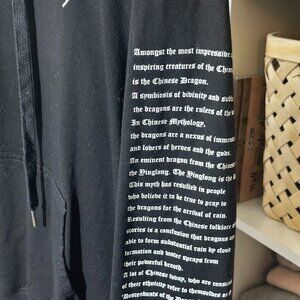 Amongst the most impressive
inspiring creatures of the
is the Chinese Dragon.
A symbiosis of divinity and
the dragons are the rulers of the
In Chinese Mythology,
the dragons are a nexus of
and lovers of heroes and the gods.
An eminent dragon from the Chinese
the Yinglong. The Yinglong is the
This myth has resulted in people
who believe it to be true to pray to
the dragons for the arrival of rain.
Resulting from the Chinese folklore
stories is a confusion that dragons are
able to form substantial rain by cloud
formation and water sprays from
their powerful breath.
A lot of Chinese today, who are
of their ethnicity refer to themselves as
Descendants of the